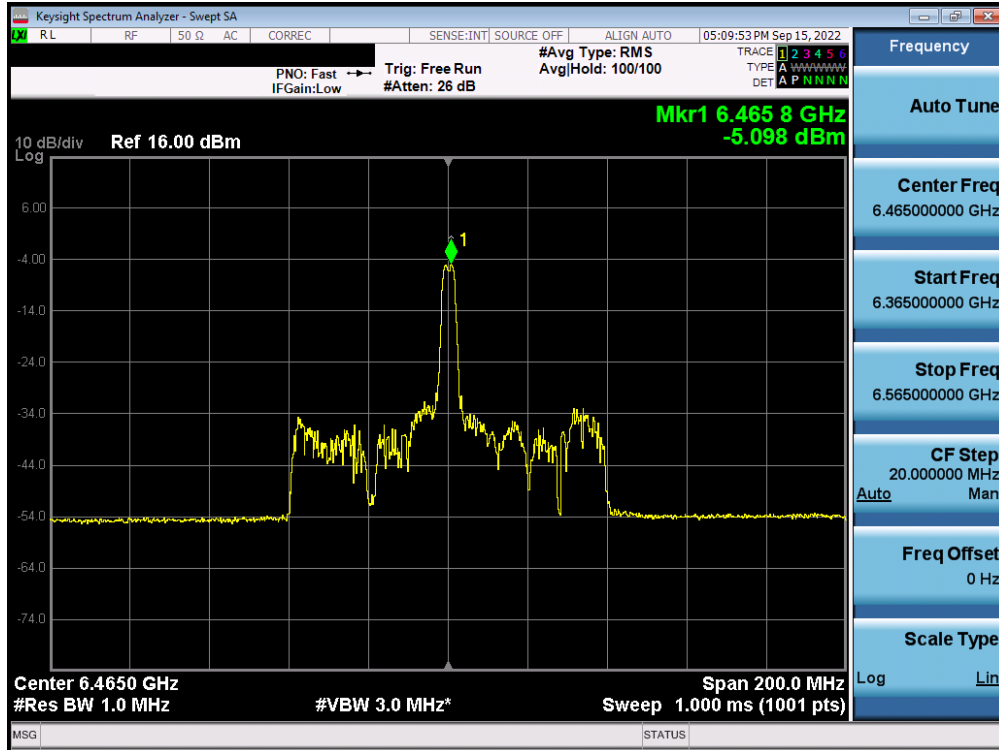 Keysight Spectrum Analyzer - Swept SA
LXI RL RF 50 Ω AC CORREC SENSE:INT SOURCE OFF ALIGN AUTO 05:09:53 PM Sep 15, 2022
PNO: Fast
IFGain:Low
Trig: Free Run
#Atten: 26 dB
#Avg Type: RMS
Avg|Hold: 100/100
TRACE 1 2 3 4 5 6
TYPE A W W W W W
DET A P N N N N
Mkr1 6.465 8 GHz
-5.098 dBm
10 dB/div Ref 16.00 dBm
Log
1
6.00
-4.00
-14.0
-24.0
-34.0
-44.0
-54.0
-64.0
-74.0
Center 6.4650 GHz Span 200.0 MHz
#Res BW 1.0 MHz #VBW 3.0 MHz* Sweep 1.000 ms (1001 pts)
MSG STATUS
Frequency
Auto Tune
Center Freq
6.465000000 GHz
Start Freq
6.365000000 GHz
Stop Freq
6.565000000 GHz
CF Step
20.000000 MHz
Auto Man
Freq Offset
0 Hz
Scale Type
Log Lin